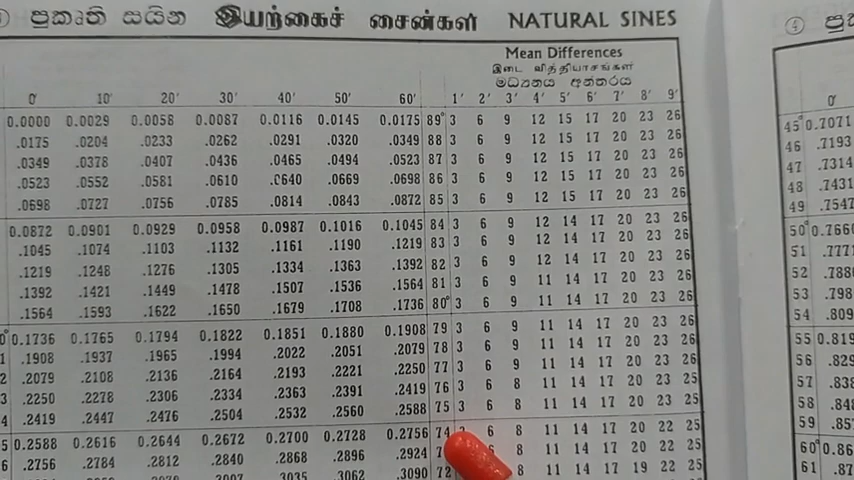 ප්‍රකෘති සයින இயற்கைச் சைன்கள் NATURAL SINES
Mean Differences
இடை வித்தியாசங்கள்
මධ්‍යනය අන්තරය
0′ 10′ 20′ 30′ 40′ 50′ 60′ 1′ 2′ 3′ 4′ 5′ 6′ 7′ 8′ 9′ 0′
0.0000 0.0029 0.0058 0.0087 0.0116 0.0145 0.0175 89° 3 6 9 12 15 17 20 23 26 45° 0.7071
.0175 .0204 .0233 .0262 .0291 .0320 .0349 88 3 6 9 12 15 17 20 23 26 46 .7193
.0349 .0378 .0407 .0436 .0465 .0494 .0523 87 3 6 9 12 15 17 20 23 26 47 .7314
.0523 .0552 .0581 .0610 .0640 .0669 .0698 86 3 6 9 12 15 17 20 23 26 48 .7431
.0698 .0727 .0756 .0785 .0814 .0843 .0872 85 3 6 9 12 15 17 20 23 26 49 .7547
0.0872 0.0901 0.0929 0.0958 0.0987 0.1016 0.1045 84 3 6 9 12 14 17 20 23 26 50° 0.7660
.1045 .1074 .1103 .1132 .1161 .1190 .1219 83 3 6 9 12 14 17 20 23 26 51
.1219 .1248 .1276 .1305 .1334 .1363 .1392 82 3 6 9 12 14 17 20 23 26 52 .7880
.1392 .1421 .1449 .1478 .1507 .1536 .1564 81 3 6 9 11 14 17 20 23 26 53 .798
.1564 .1593 .1622 .1650 .1679 .1708 .1736 80° 3 6 9 11 14 17 20 23 26 54 .809
0.1736 0.1765 0.1794 0.1822 0.1851 0.1880 0.1908 79 3 6 9 11 14 17 20 23 26 55 0.819
1 .1908 .1937 .1965 .1994 .2022 .2051 .2079 78 3 6 9 11 14 17 20 23 26 56 .829
2 .2079 .2108 .2136 .2164 .2193 .2221 .2250 77 3 6 9 11 14 17 20 23 26 57 .838
3 .2250 .2278 .2306 .2334 .2363 .2391 .2419 76 3 6 8 11 14 17 20 23 25 58 .848
4 .2419 .2447 .2476 .2504 .2532 .2560 .2588 75 3 6 8 11 14 17 20 23 25 59 .857
5 0.2588 0.2616 0.2644 0.2672 0.2700 0.2728 0.2756 74 6 8 11 14 17 20 22 25 60° 0.86
6 .2756 .2784 .2812 .2840 .2868 .2896 .2924 8 11 14 17 20 22 25 61 .87
.3035 .3062 .3090 72 8 11 14 17 19 22 25